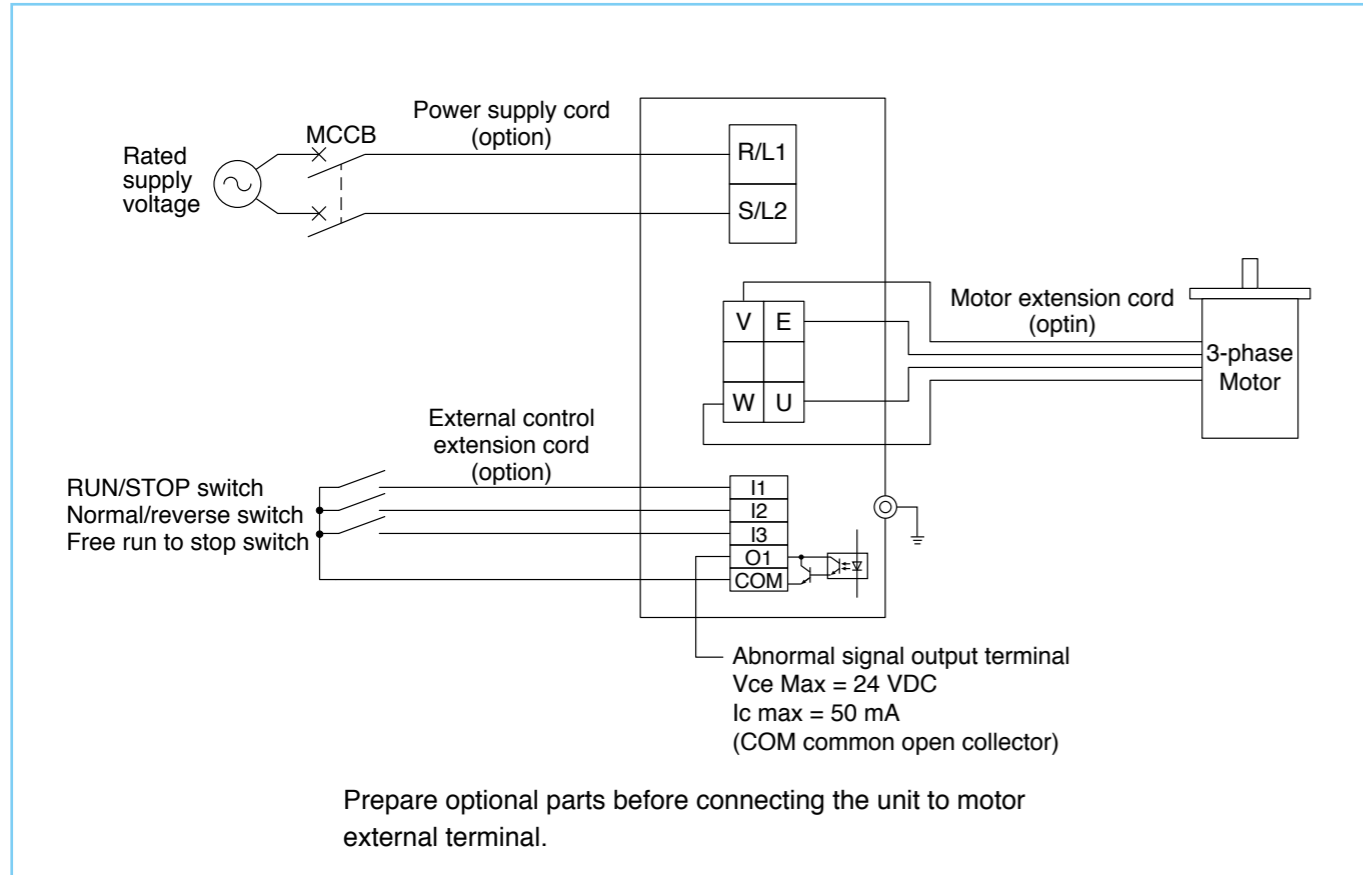 Power supply cord
(option)
MCCB
Rated
supply
voltage
R/L1
S/L2
Motor extension cord
(optin)
V E
W U
3-phase
Motor
External control
extension cord
(option)
RUN/STOP switch
Normal/reverse switch
Free run to stop switch
I1
I2
I3
O1
COM
Abnormal signal output terminal
Vce Max = 24 VDC
Ic max = 50 mA
(COM common open collector)
Prepare optional parts before connecting the unit to motor
external terminal.